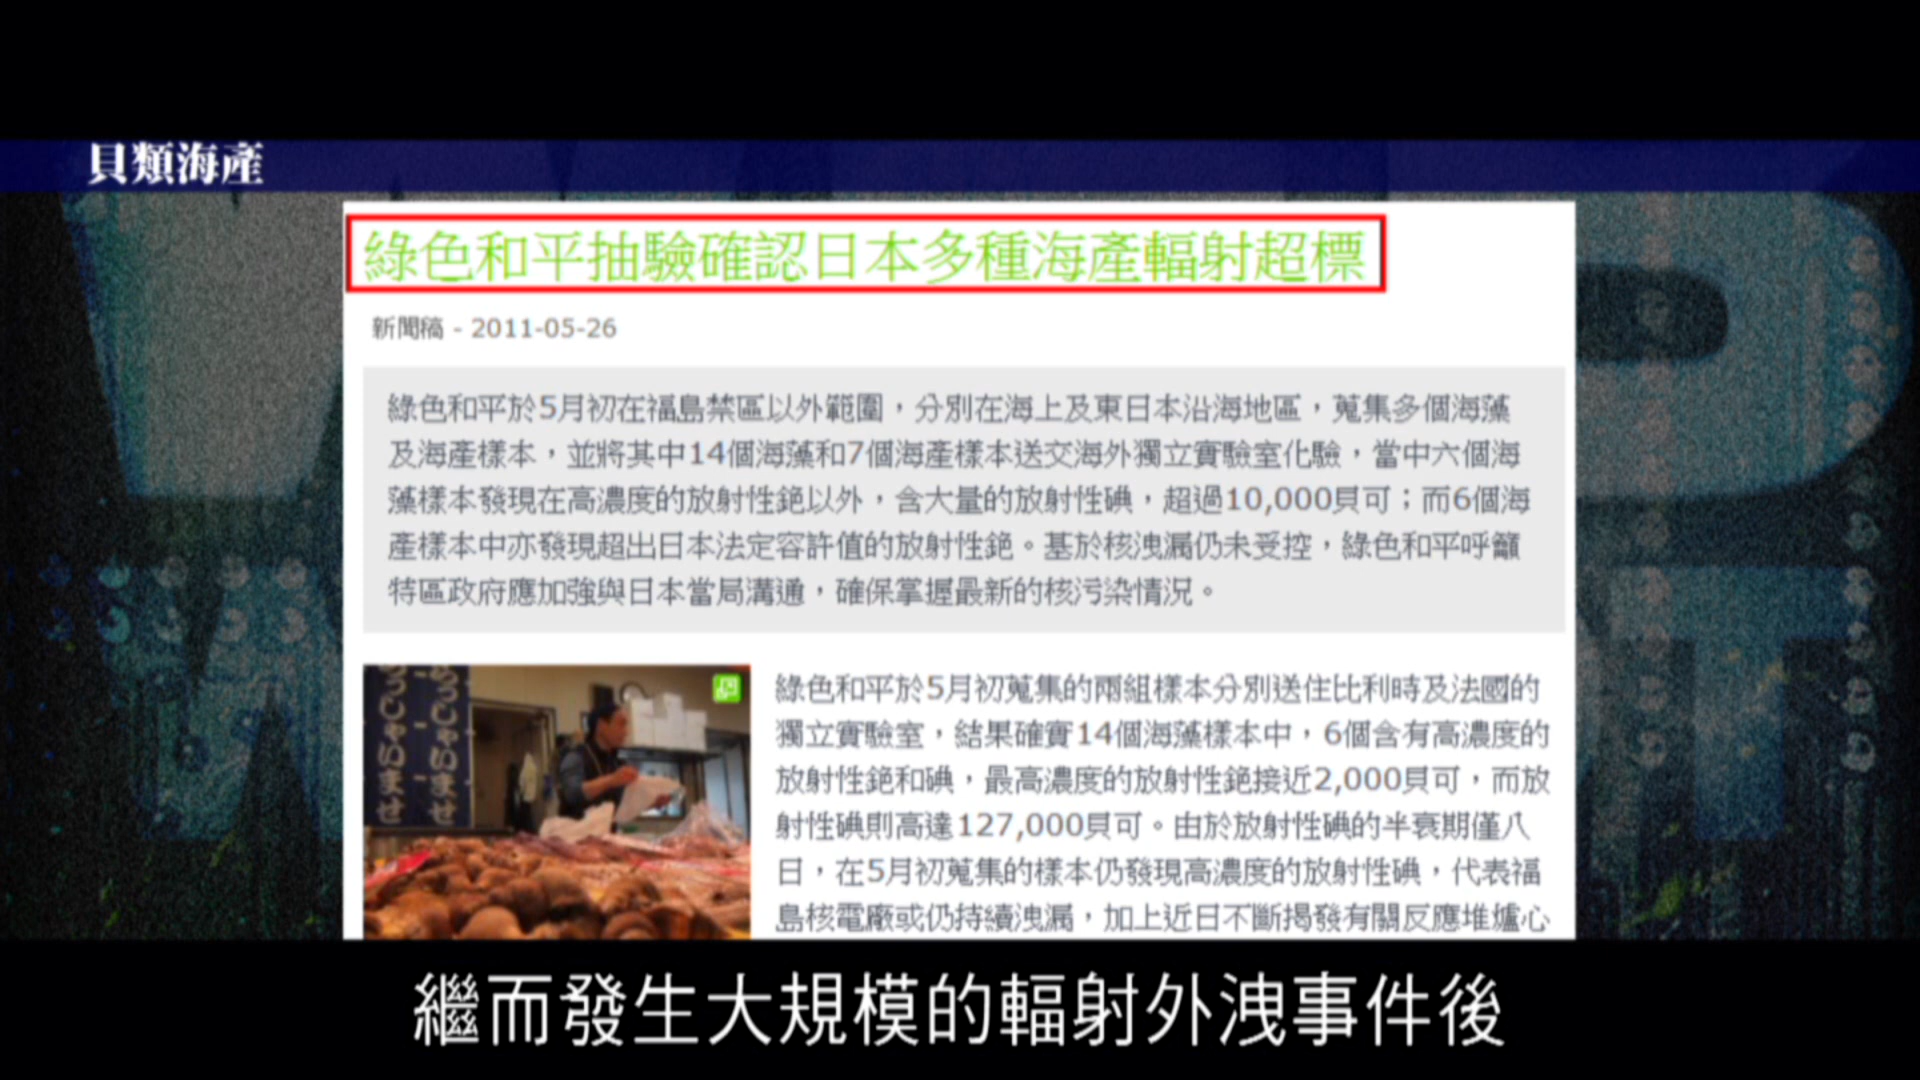 貝類海產
綠色和平抽驗確認日本多種海產輻射超標
新聞稿 - 2011-05-26
綠色和平於5月初在福島禁區以外範圍，分別在海上及東日本沿海地區，蒐集多個海藻
及海產樣本，並將其中14個海藻和7個海產樣本送交海外獨立實驗室化驗，當中六個海
藻樣本發現在高濃度的放射性銫以外，含大量的放射性碘，超過10,000貝可；而6個海
產樣本中亦發現超出日本法定容許值的放射性銫。基於核洩漏仍未受控，綠色和平呼籲
特區政府應加強與日本當局溝通，確保掌握最新的核污染情況。
らっしゃいませ
らっしゃいませ
綠色和平於5月初蒐集的兩組樣本分別送住比利時及法國的
獨立實驗室，結果確實14個海藻樣本中，6個含有高濃度的
放射性銫和碘，最高濃度的放射性銫接近2,000貝可，而放
射性碘則高達127,000貝可。由於放射性碘的半衰期僅八
日，在5月初蒐集的樣本仍發現高濃度的放射性碘，代表福
島核電廠或仍持續洩漏，加上近日不斷揭發有關反應堆爐心
繼而發生大規模的輻射外洩事件後